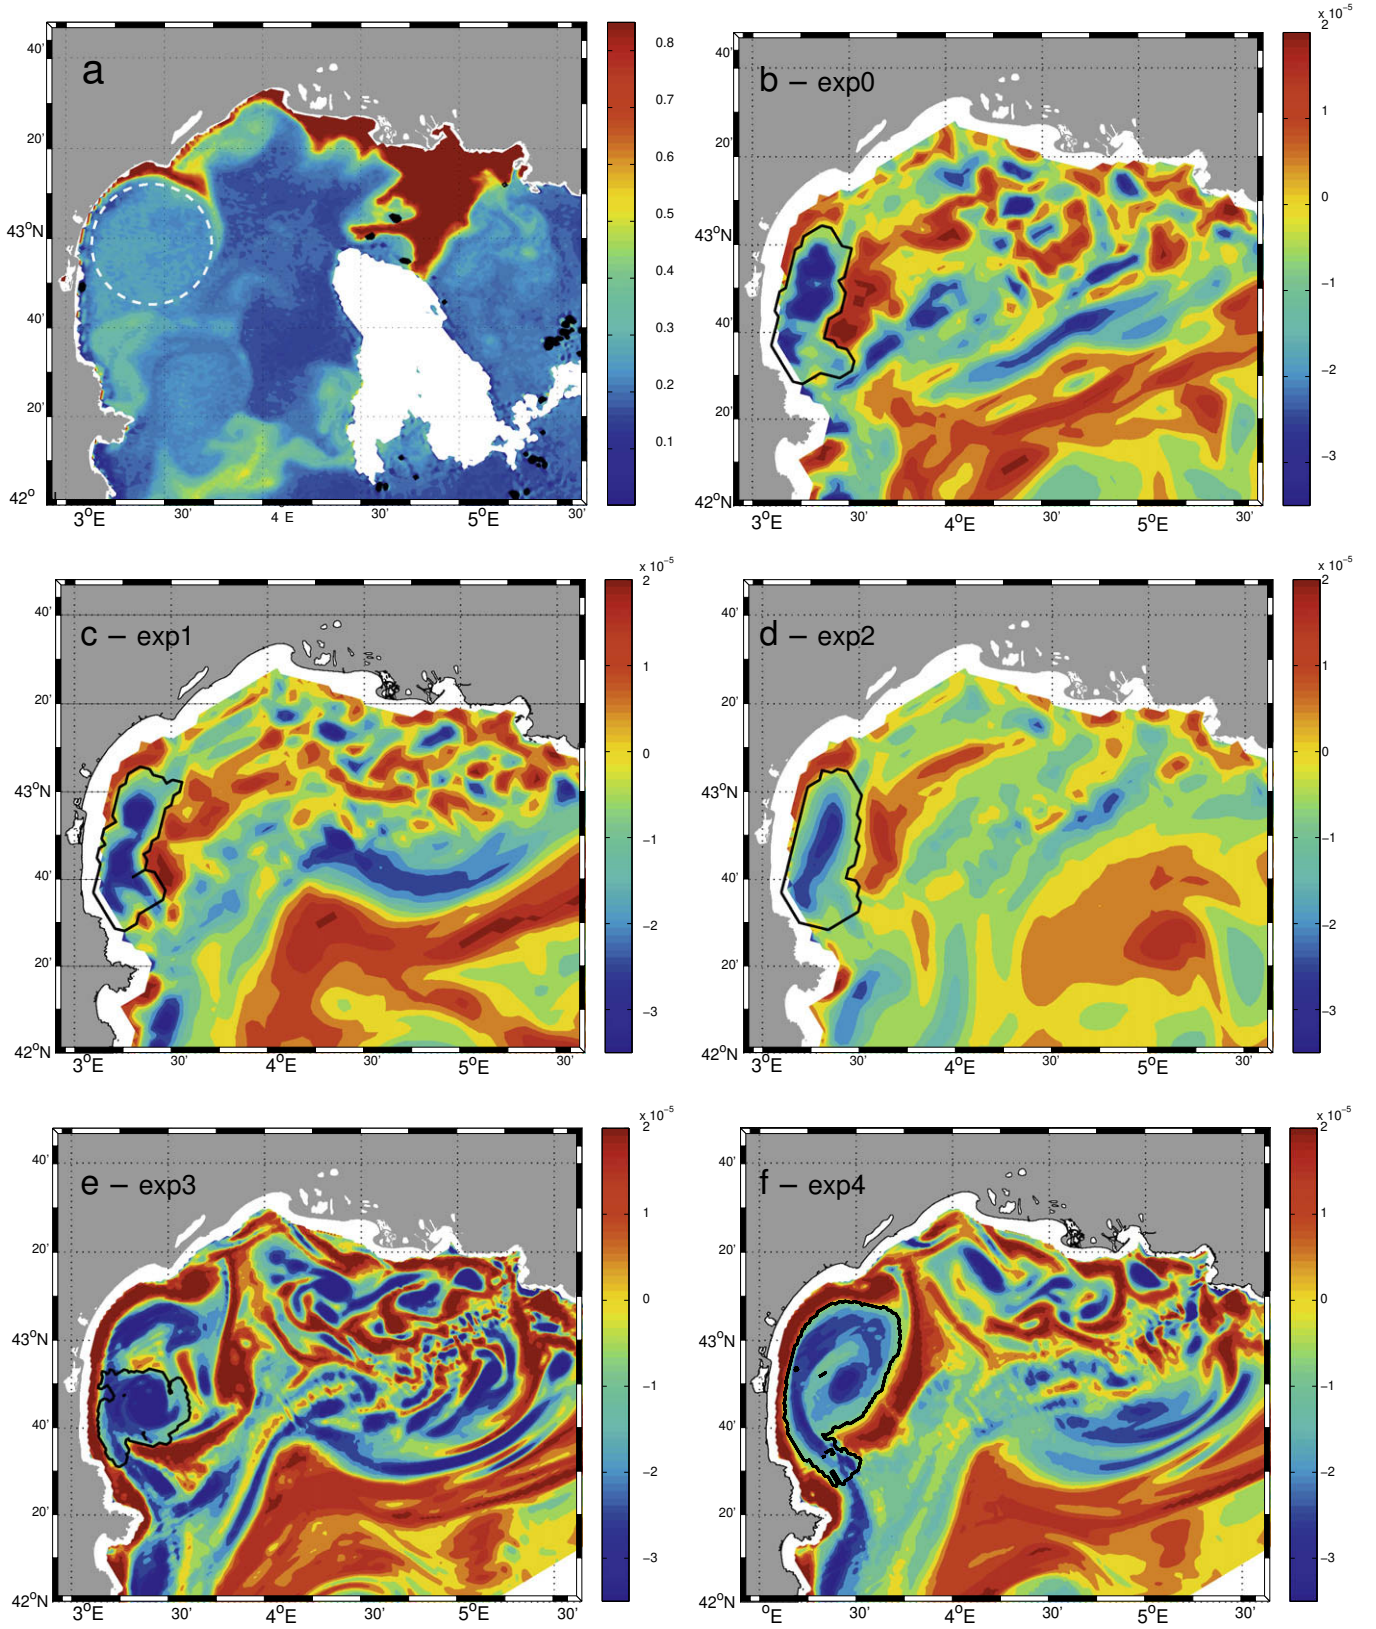 a
40'
20'
43°N
40'
20'
42°
3°E
30'
4 E
30'
5°E
30'
0.8
0.7
0.6
0.5
0.4
0.3
0.2
0.1
b – exp0
40'
20'
43°N
40'
20'
42°N
3°E
30'
4°E
30'
5°E
30'
x 10⁻⁵
2
1
0
−1
−2
−3
c – exp1
40'
20'
43°N
40'
20'
42°N
3°E
30'
4°E
30'
5°E
x 10⁻⁵
2
1
0
−1
−2
−3
d – exp2
40'
20'
43°N
40'
20'
42°N
3°E
30'
4°E
30'
5°E
30'
x 10⁻⁵
2
1
0
−1
−2
−3
e – exp3
40'
20'
43°N
40'
20'
42°N
3°E
30'
4°E
30'
5°E
30'
x 10⁻⁵
2
1
0
−1
−2
−3
f – exp4
40'
20'
43°N
40'
20'
42°N
°E
30'
4°E
30'
5°E
30'
x 10⁻⁵
2
1
0
−1
−2
−3